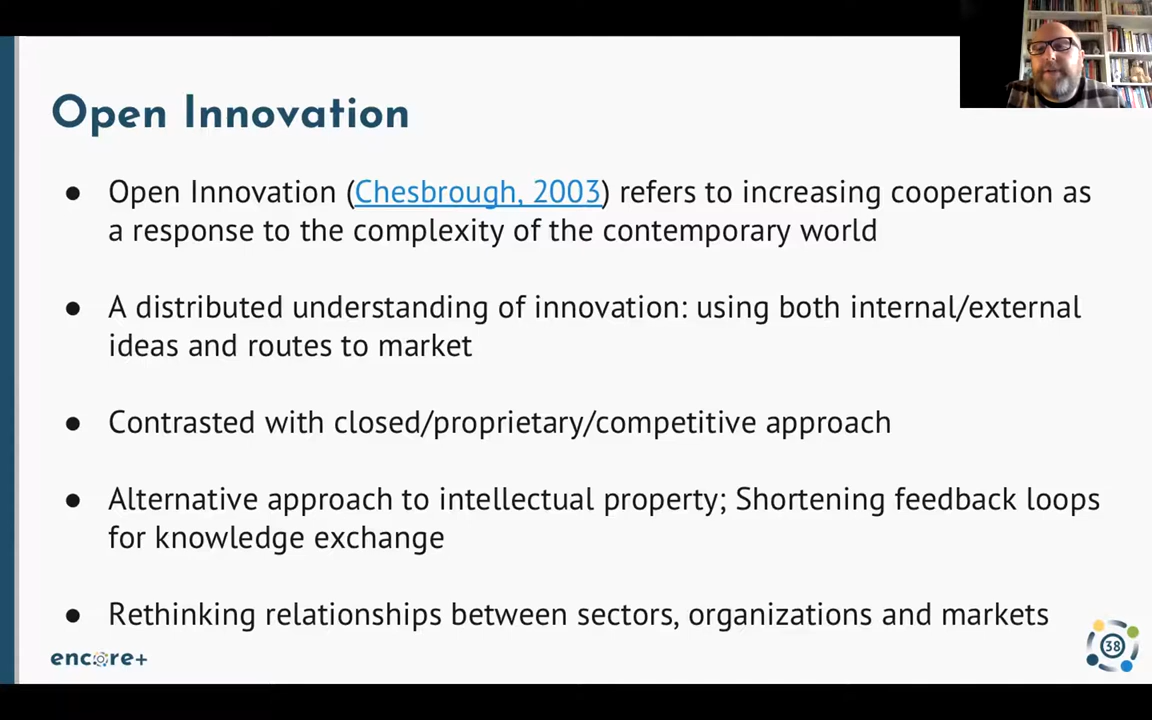 Open Innovation
● Open Innovation (Chesbrough, 2003) refers to increasing cooperation as
a response to the complexity of the contemporary world
● A distributed understanding of innovation: using both internal/external
ideas and routes to market
● Contrasted with closed/proprietary/competitive approach
● Alternative approach to intellectual property; Shortening feedback loops
for knowledge exchange
● Rethinking relationships between sectors, organizations and markets
encore+
38